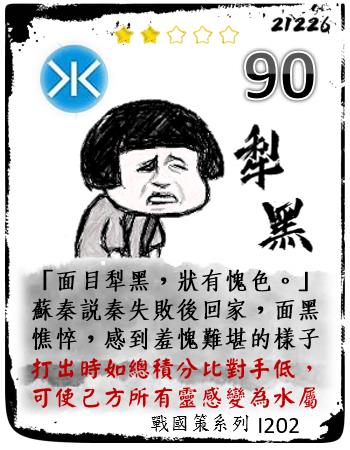 21226
90
犁黑
「面目犁黑，狀有愧色。」
蘇秦說秦失敗後回家，面黑
憔悴，感到羞愧難堪的樣子
打出時如總積分比對手低，
可使己方所有靈感變為水屬
戰國策系列 I202